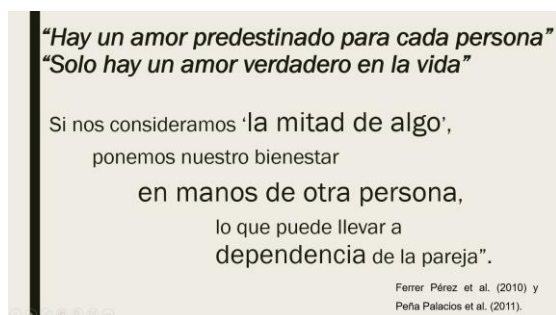 “Hay un amor predestinado para cada persona”
“Solo hay un amor verdadero en la vida”
Si nos consideramos ‘la mitad de algo’,
ponemos nuestro bienestar
en manos de otra persona,
lo que puede llevar a
dependencia de la pareja”.
Ferrer Pérez et al. (2010) y
Peña Palacios et al. (2011).